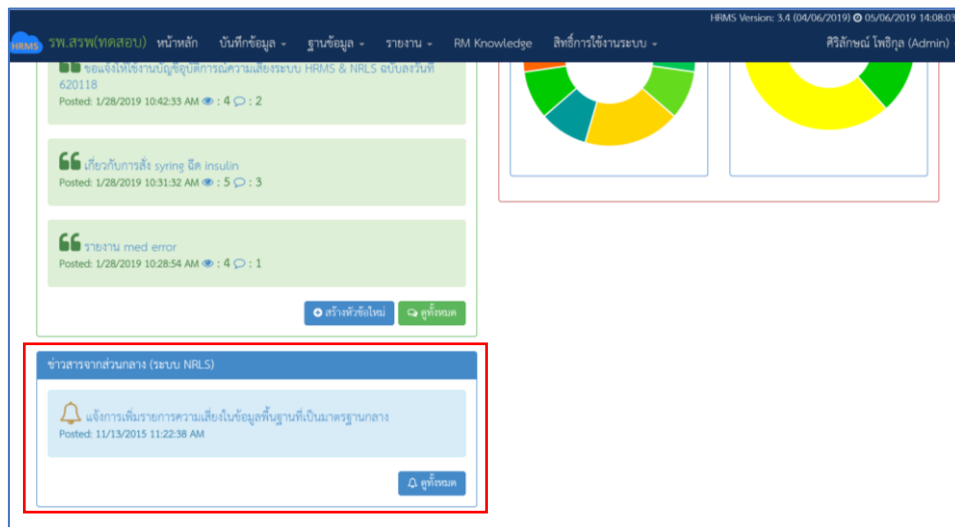 HRMS Version: 3.4 (04/06/2019) 05/06/2019 14:08:03
HRMS รพ.สรพ(ทดสอบ) หน้าหลัก บันทึกข้อมูล ฐานข้อมูล รายงาน RM Knowledge สิทธิ์การใช้งานระบบ ศิริลักษณ์ โพธิกุล (Admin)
ขอแจ้งให้ใช้งานบัญชีอุบัติการณ์ความเสี่ยงระบบ HRMS & NRLS ฉบับลงวันที่
620118
Posted: 1/28/2019 10:42:33 AM : 4 : 2
เกี่ยวกับการสั่ง syring ฉีด insulin
Posted: 1/28/2019 10:31:32 AM : 5 : 3
รายงาน med error
Posted: 1/28/2019 10:28:54 AM : 4 : 1
สร้างหัวข้อใหม่ ดูทั้งหมด
ข่าวสารจากส่วนกลาง (ระบบ NRLS)
แจ้งการเพิ่มรายการความเสี่ยงในข้อมูลพื้นฐานที่เป็นมาตรฐานกลาง
Posted: 11/13/2015 11:22:38 AM
ดูทั้งหมด